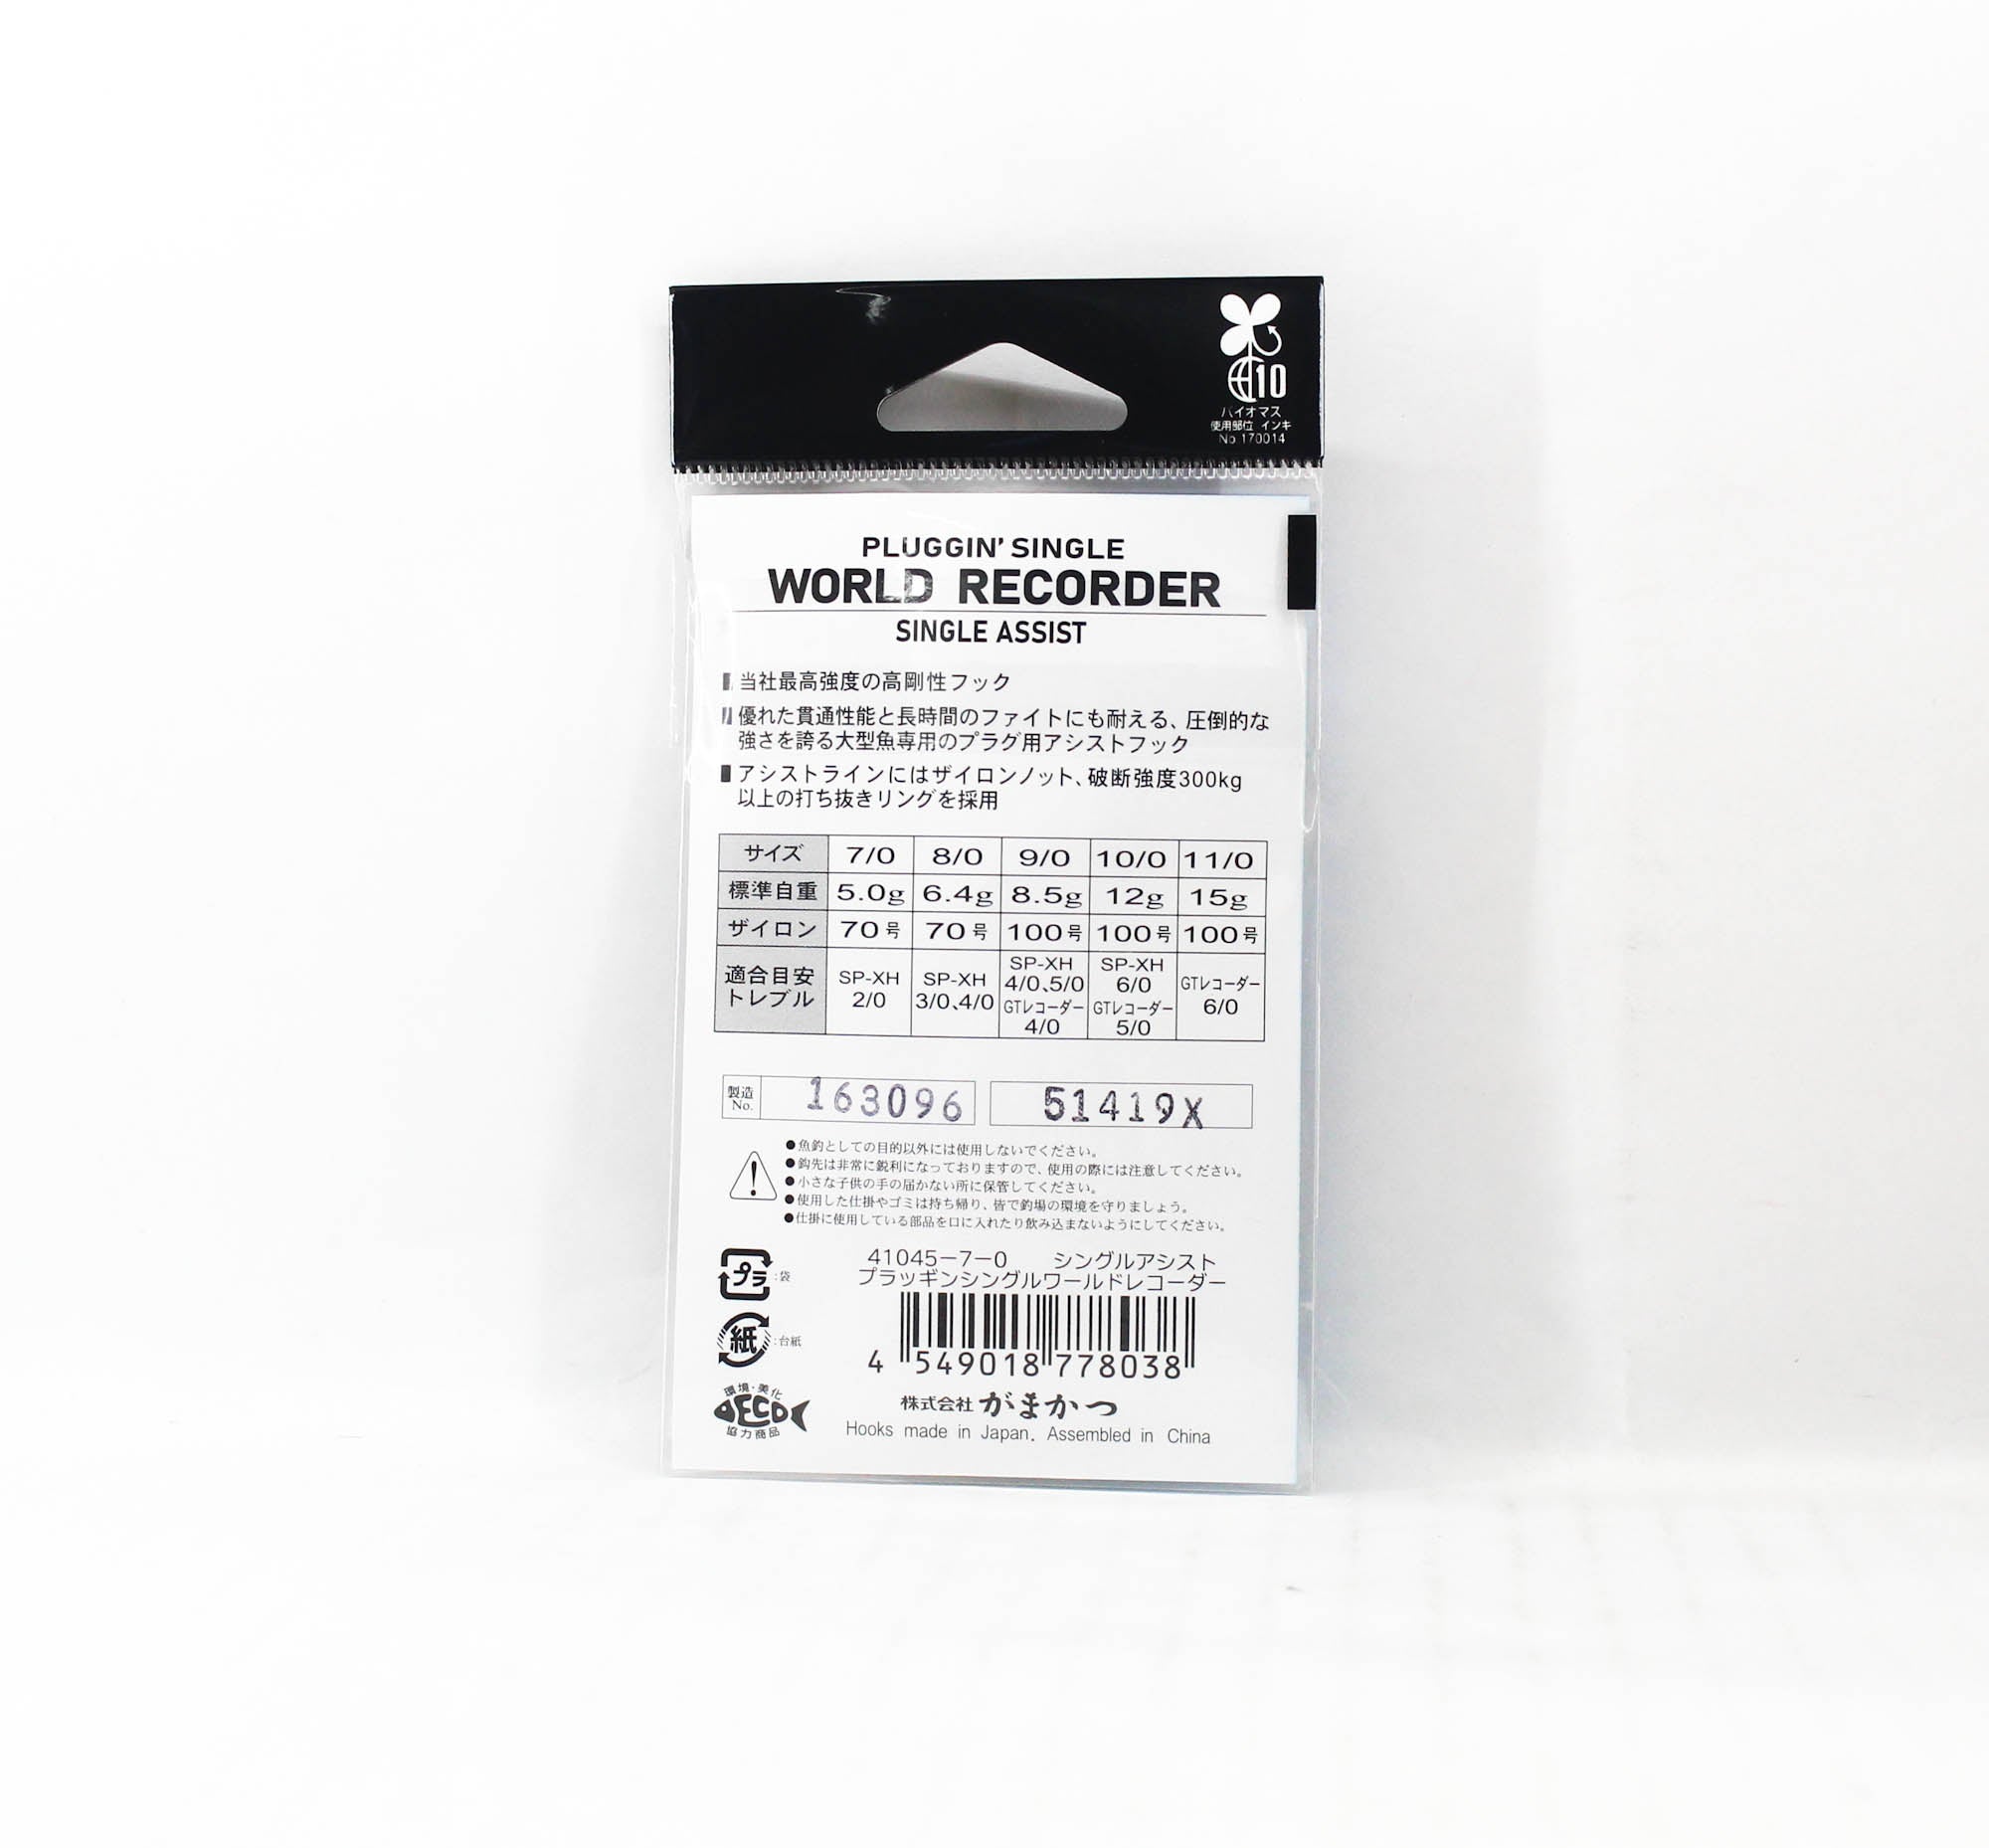 10
バイオマス
使用部位 インキ
No 170014
PLUGGIN' SINGLE
WORLD RECORDER
SINGLE ASSIST
当社最高強度の高剛性フック
優れた貫通性能と長時間のファイトにも耐える、圧倒的な
強さを誇る大型魚専用のプラグ用アシストフック
アシストラインにはザイロンノット、破断強度300kg
以上の打ち抜きリングを採用
サイズ 7/0 8/0 9/0 10/0 11/0
標準自重 5.0g 6.4g 8.5g 12g 15g
ザイロン 70号 70号 100号 100号 100号
適合目安
トレブル
SP-XH
2/0
SP-XH
3/0、4/0
SP-XH
4/0、5/0
GTレコーダー
4/0
SP-XH
6/0
GTレコーダー
5/0
GTレコーダー
6/0
製造
No.
163096
51419X
●魚釣としての目的以外には使用しないでください。
●鈎先は非常に鋭利になっておりますので、使用の際には注意してください。
●小さな子供の手の届かない所に保管してください。
●使用した仕掛やゴミは持ち帰り、皆で釣場の環境を守りましょう。
●仕掛に使用している部品を口に入れたり飲み込まないようにしてください。
プラ :袋
紙 :台紙
環境・美化
ECO
協力商品
41045-7-0 シングルアシスト
プラッギンシングルワールドレコーダー
4 549018 778038
株式会社 がまかつ
Hooks made in Japan. Assembled in China